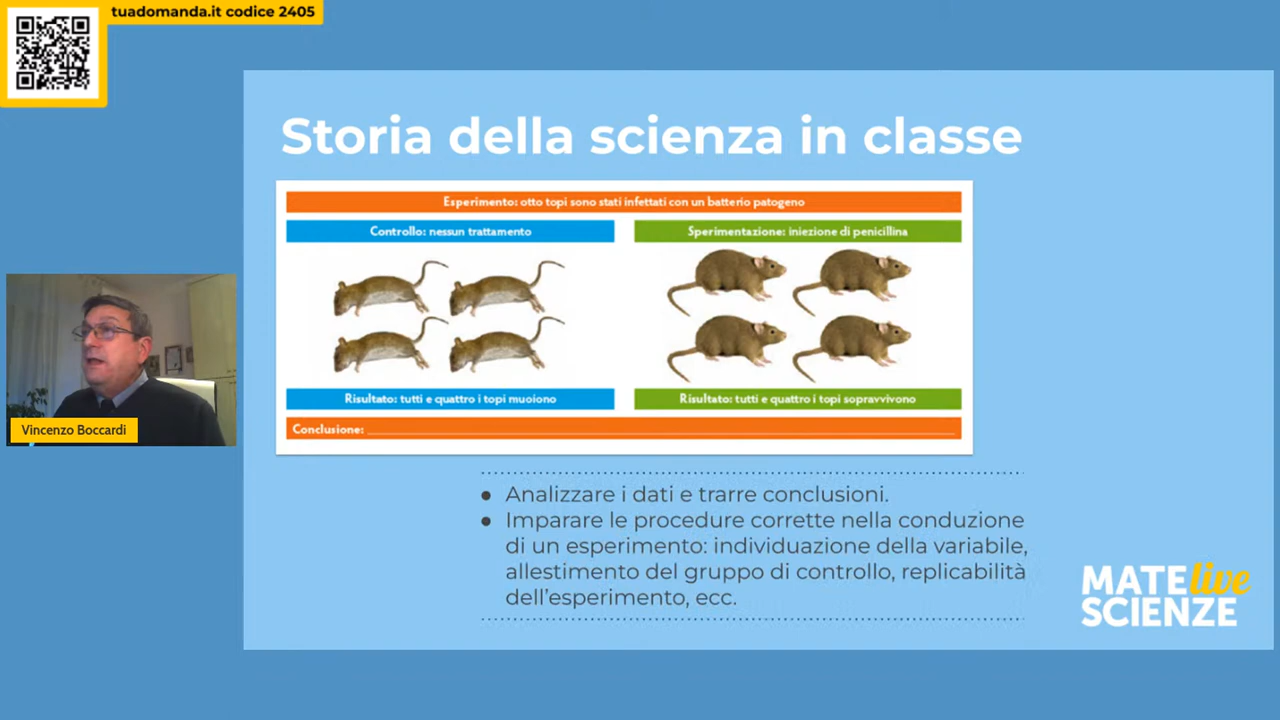 tuadomanda.it codice 2405
Storia della scienza in classe
Esperimento: otto topi sono stati infettati con un batterio patogeno
Controllo: nessun trattamento
Sperimentazione: iniezione di penicillina
Risultato: tutti e quattro i topi muoiono
Risultato: tutti e quattro i topi sopravvivono
Conclusione:
Vincenzo Boccardi
● Analizzare i dati e trarre conclusioni.
● Imparare le procedure corrette nella conduzione
di un esperimento: individuazione della variabile,
allestimento del gruppo di controllo, replicabilità
dell'esperimento, ecc.
MATE live
SCIENZE